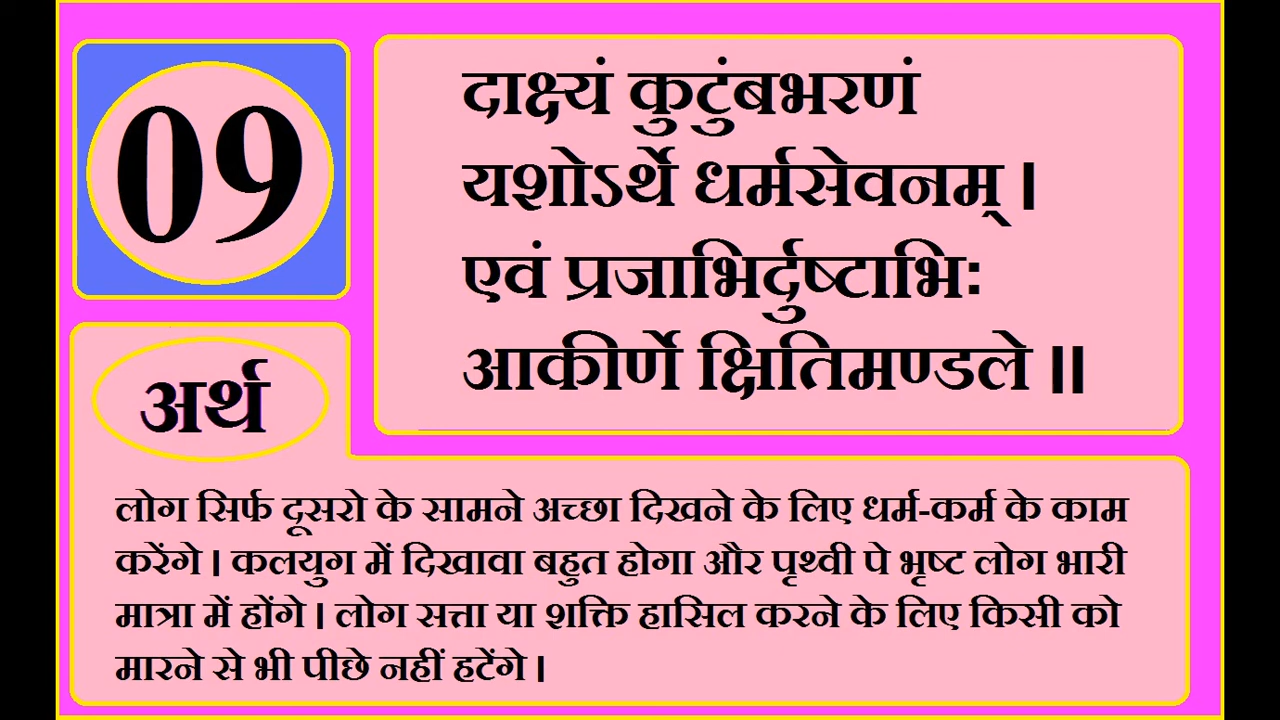 09
दाक्ष्यं कुटुंबभरणं
यशोऽर्थे धर्मसेवनम् ।
एवं प्रजाभिर्दुष्टाभिः
आकीर्णे क्षितिमण्डले ॥
अर्थ
लोग सिर्फ दूसरो के सामने अच्छा दिखने के लिए धर्म-कर्म के काम
करेंगे । कलयुग में दिखावा बहुत होगा और पृथ्वी पे भृष्ट लोग भारी
मात्रा में होंगे । लोग सत्ता या शक्ति हासिल करने के लिए किसी को
मारने से भी पीछे नहीं हटेंगे ।